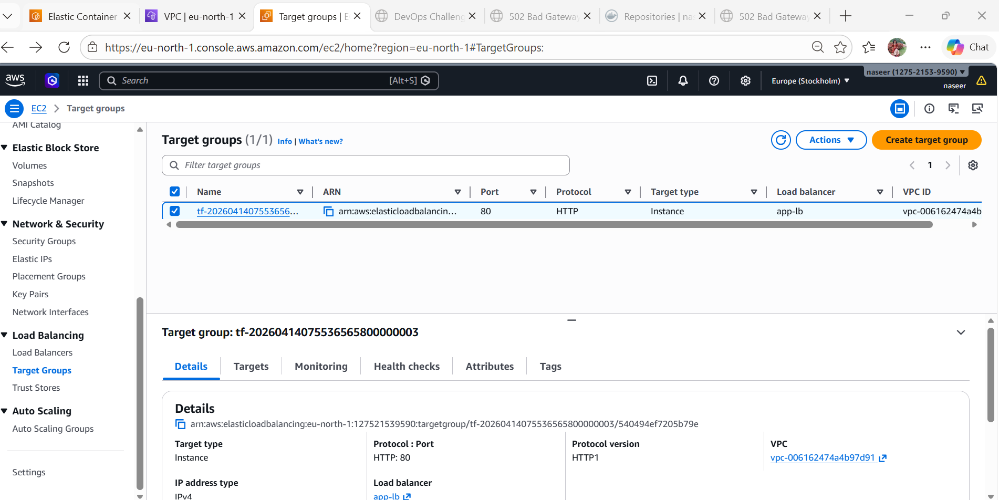 Elastic Container
VPC | eu-north-1
Target groups | E
DevOps Challeng
502 Bad Gateway
Repositories | nas
502 Bad Gateway
https://eu-north-1.console.aws.amazon.com/ec2/home?region=eu-north-1#TargetGroups:
Chat
aws
Search
[Alt+S]
Europe (Stockholm)
naseer (1275-2153-9590)
naseer
EC2
Target groups
AMI Catalog
Elastic Block Store
Volumes
Snapshots
Lifecycle Manager
Network & Security
Security Groups
Elastic IPs
Placement Groups
Key Pairs
Network Interfaces
Load Balancing
Load Balancers
Target Groups
Trust Stores
Auto Scaling
Auto Scaling Groups
Settings
Target groups (1/1) Info | What's new?
Actions
Create target group
Filter target groups
1
Name ARN Port Protocol Target type Load balancer VPC ID
tf-2026041407553656... arn:aws:elasticloadbalancin... 80 HTTP Instance app-lb vpc-006162474a4b
Target group: tf-20260414075536565800000003
Details Targets Monitoring Health checks Attributes Tags
Details
arn:aws:elasticloadbalancing:eu-north-1:127521539590:targetgroup/tf-20260414075536565800000003/540494ef7205b79e
Target type
Instance
Protocol : Port
HTTP: 80
Protocol version
HTTP1
VPC
vpc-006162474a4b97d91
IP address type
IPv4
Load balancer
app-lb